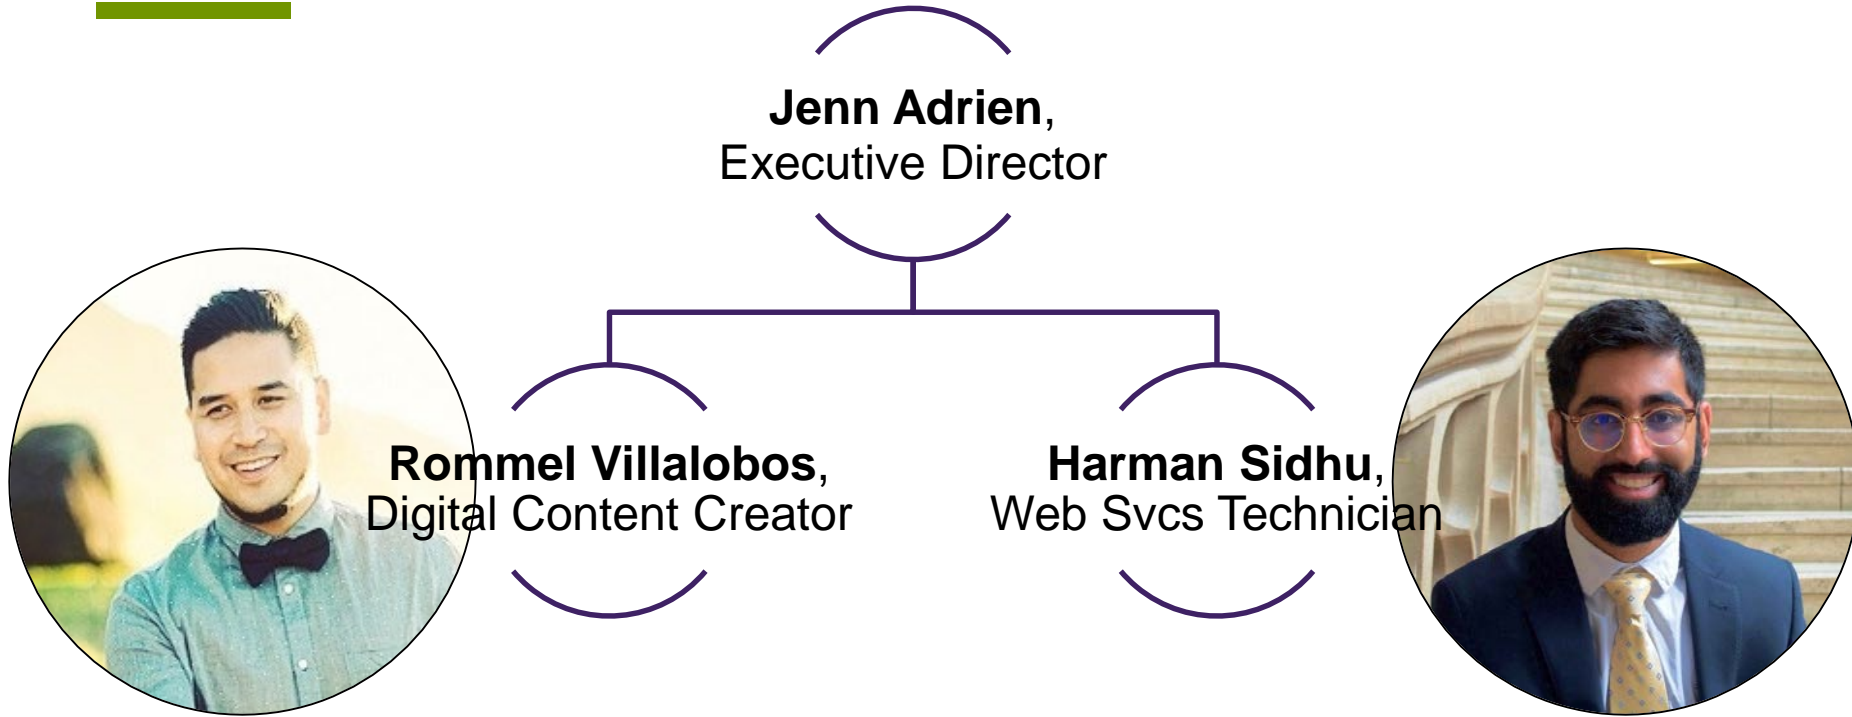 Jenn Adrien,
Executive Director
Rommel Villalobos,
Digital Content Creator
Harman Sidhu,
Web Svcs Technician